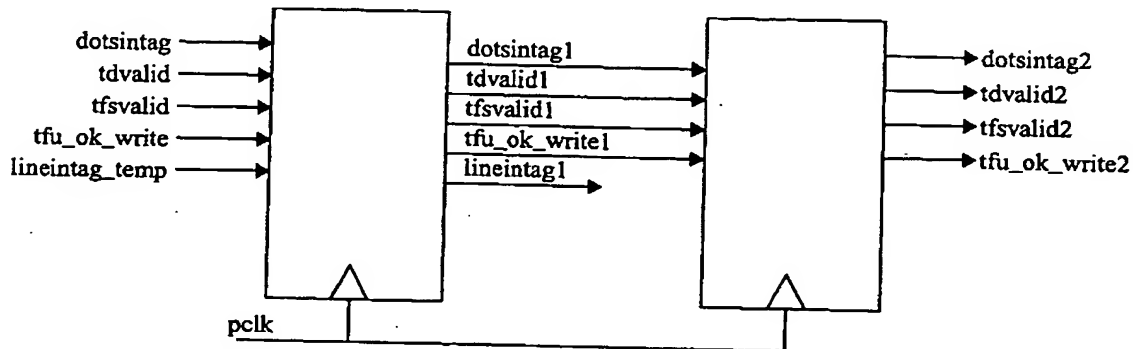 dotsintag
tdvalid
tfsvalid
tfu_ok_write
lineintag_temp
dotsintag1
tdvalid1
tfsvalid1
tfu_ok_write1
lineintag1
dotsintag2
tdvalid2
tfsvalid2
tfu_ok_write2
pclk